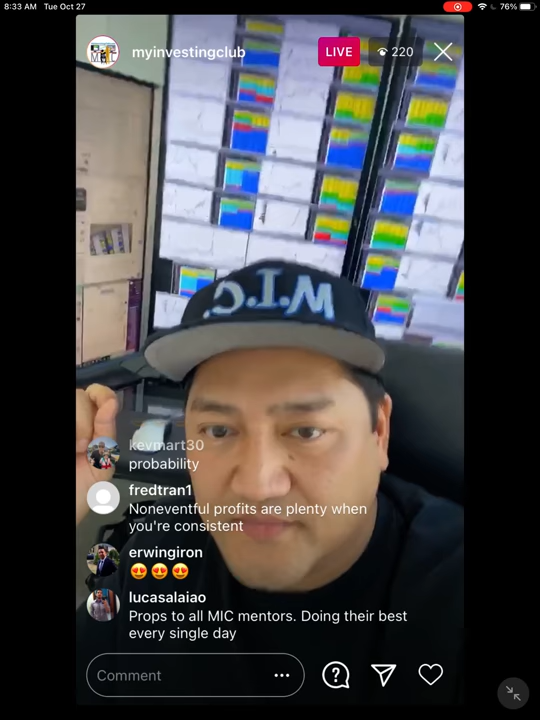 8:33 AM Tue Oct 27
76%
myinvestingclub
LIVE
220
M.I.C.
kevmart30
probability
fredtran1
Noneventful profits are plenty when
you're consistent
erwingiron
😍😍😍
lucasalaiao
Props to all MIC mentors. Doing their best
every single day
Comment